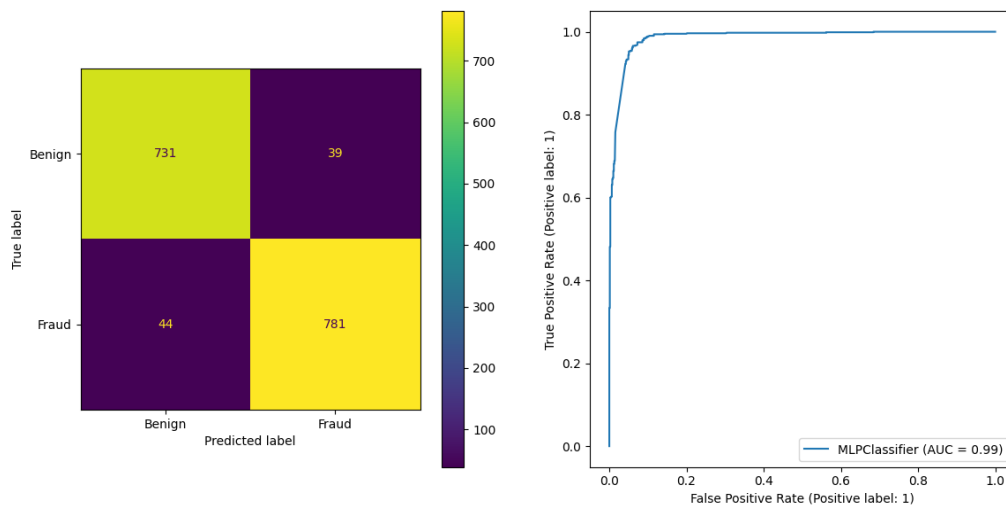 Benign
Fraud
True label
731
39
44
781
Benign
Fraud
Predicted label
700
600
500
400
300
200
100
1.0
0.8
0.6
0.4
0.2
0.0
True Positive Rate (Positive label: 1)
MLPClassifier (AUC = 0.99)
0.0
0.2
0.4
0.6
0.8
1.0
False Positive Rate (Positive label: 1)